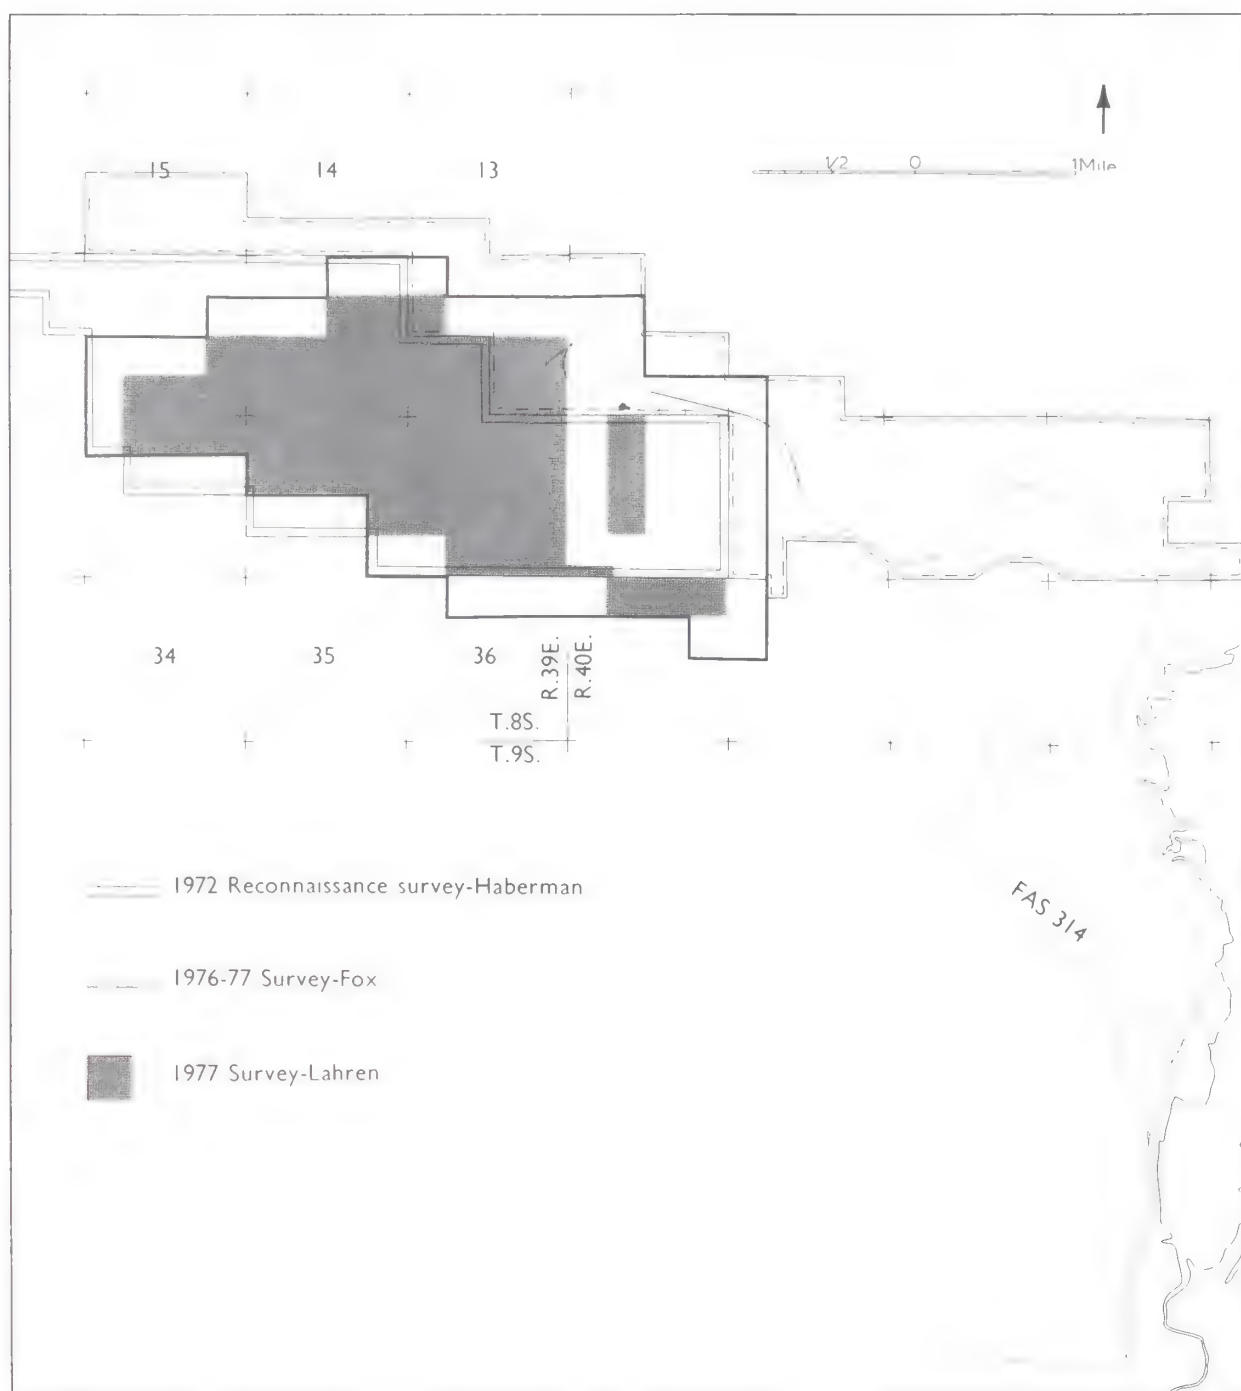 15 14 13
1/2 0 1Mile
34 35 36
R.39E.
R.40E.
T.8S.
T.9S.
1972 Reconnaissance survey-Haberman
1976-77 Survey-Fox
1977 Survey-Lahren
FAS 314